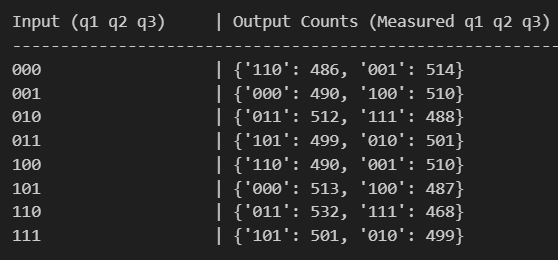 Input (q1 q2 q3)     | Output Counts (Measured q1 q2 q3)
------------------------------------------------------------
000                  | {'110': 486, '001': 514}
001                  | {'000': 490, '100': 510}
010                  | {'011': 512, '111': 488}
011                  | {'101': 499, '010': 501}
100                  | {'110': 490, '001': 510}
101                  | {'000': 513, '100': 487}
110                  | {'011': 532, '111': 468}
111                  | {'101': 501, '010': 499}